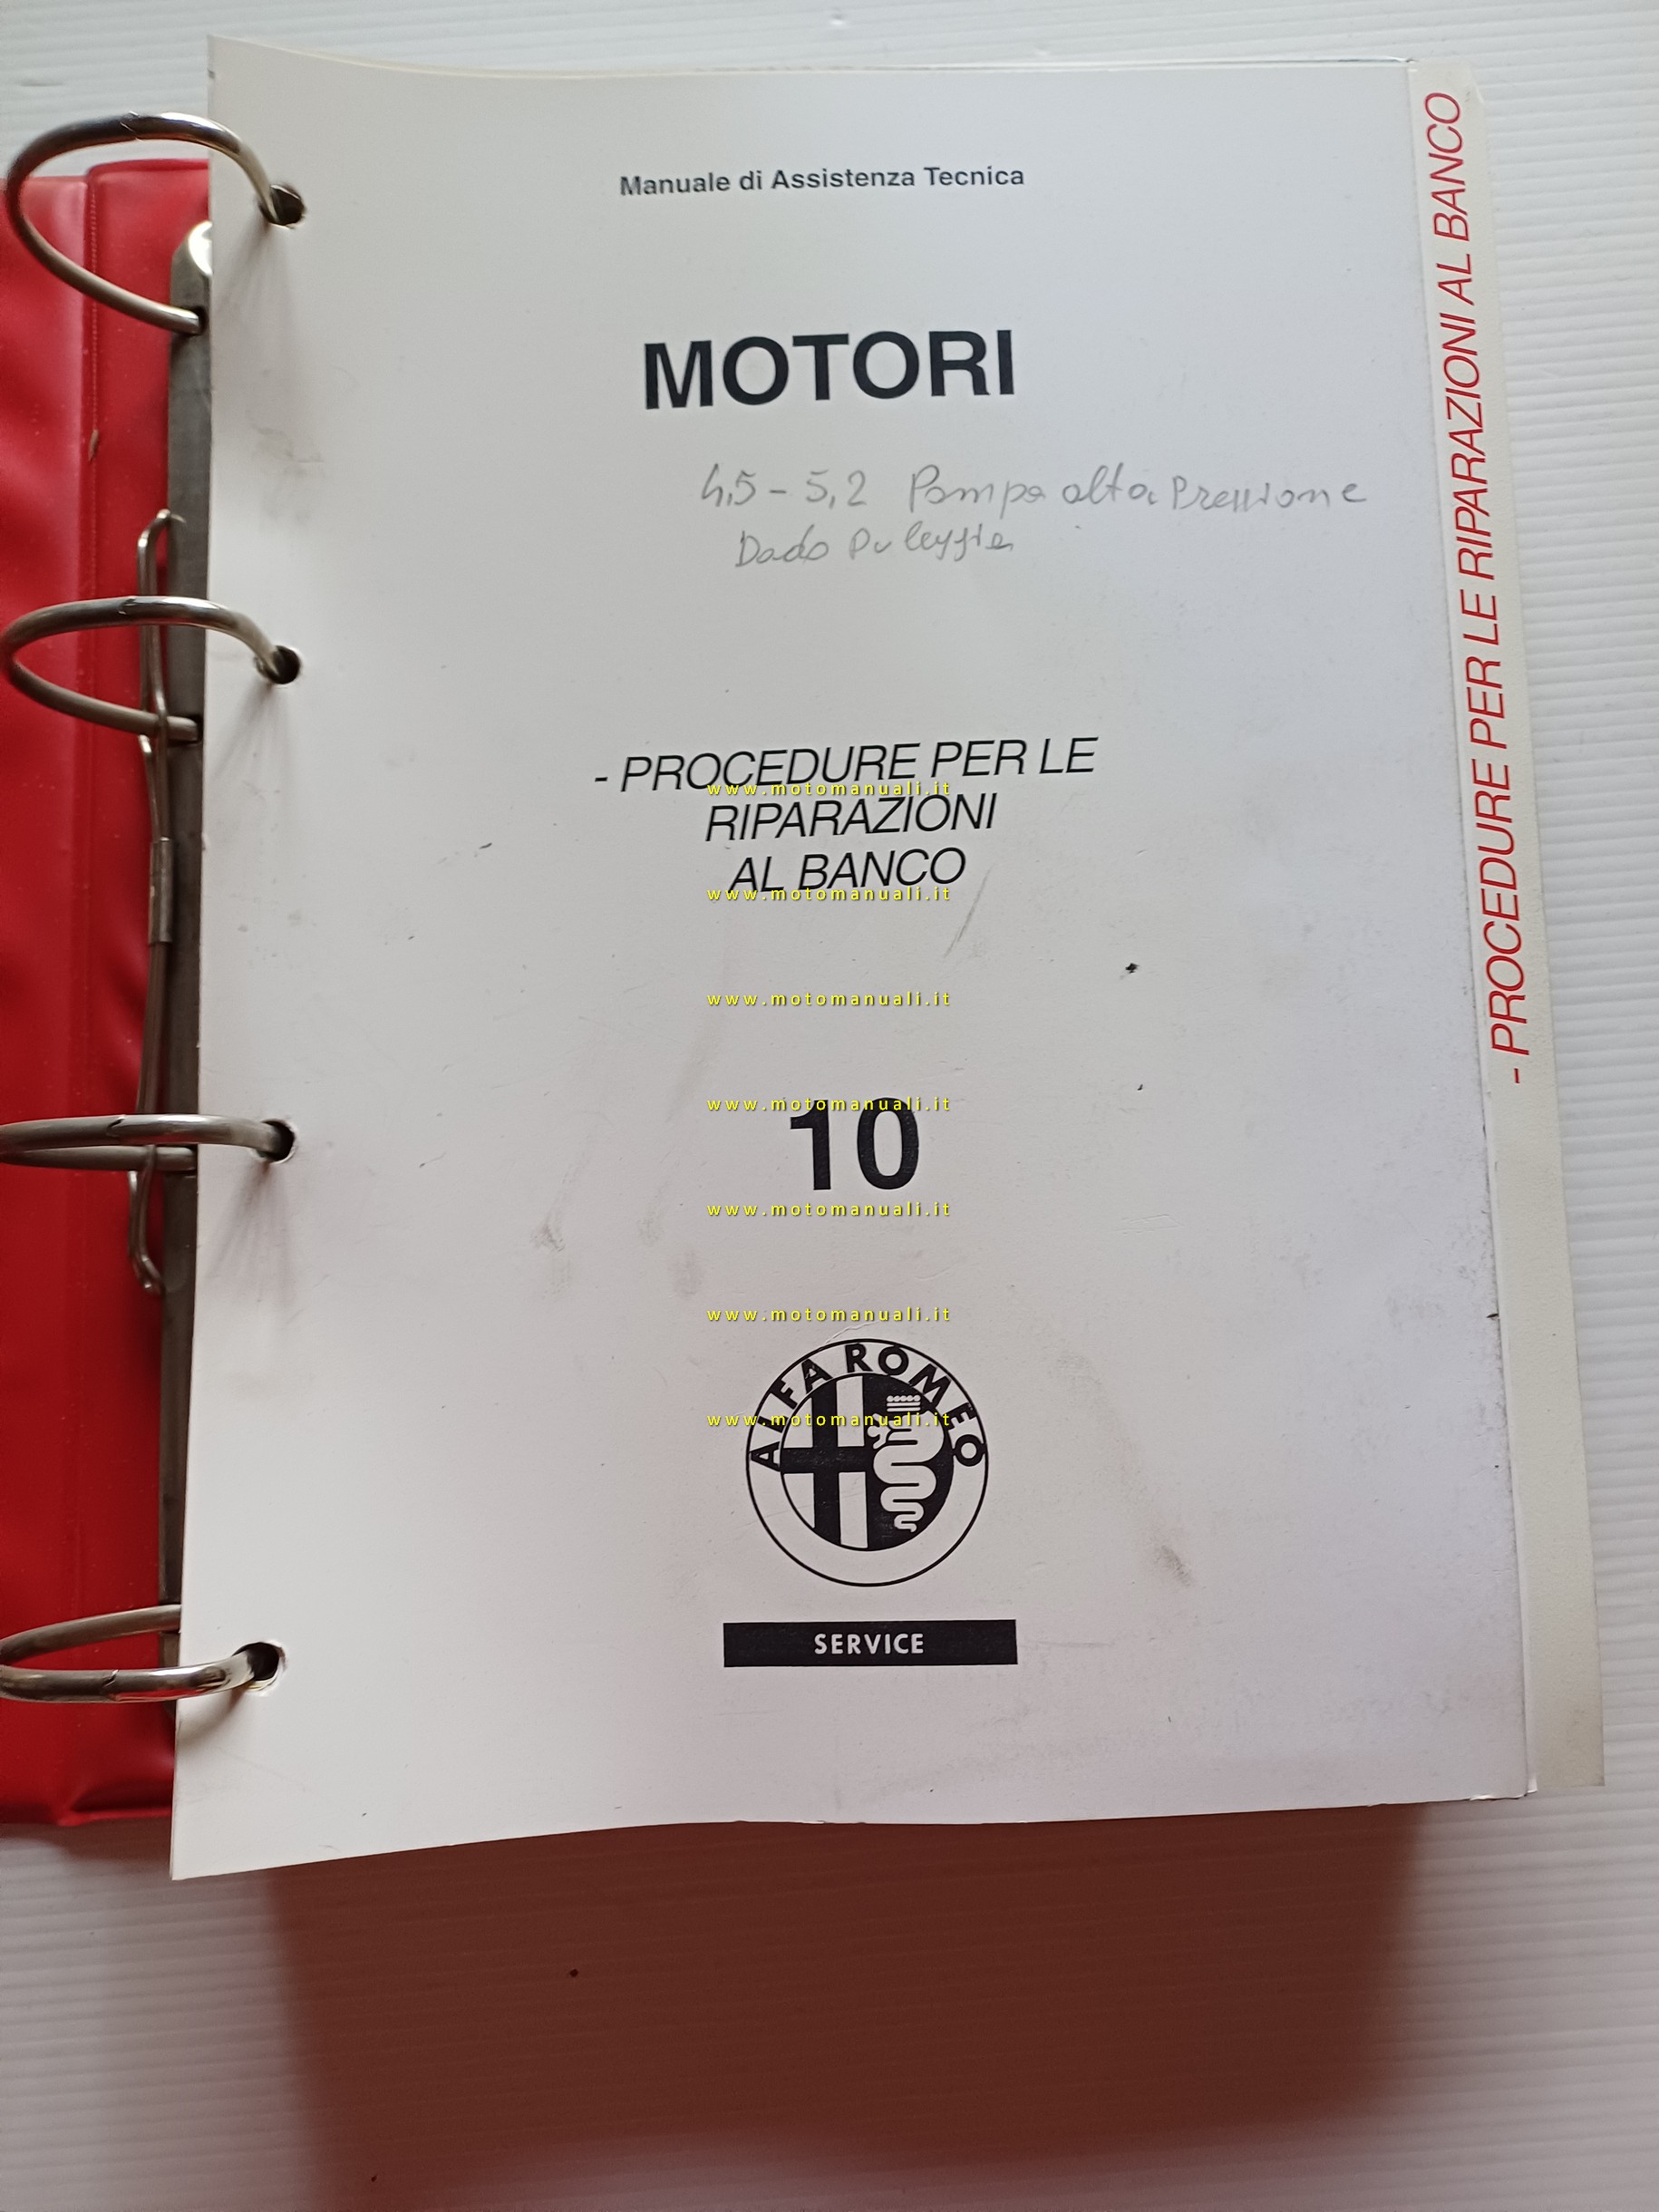 Manuale di Assistenza Tecnica
MOTORI
4,5 - 5,2 Pompa alta Pressione
Dado Puleggia
- PROCEDURE PER LE
www.motomanuali.it
RIPARAZIONI
AL BANCO
www.motomanuali.it
www.motomanuali.it
www.motomanuali.it
10
www.motomanuali.it
www.motomanuali.it
ALFA ROMEO
www.motomanuali.it
SERVICE
- PROCEDURE PER LE RIPARAZIONI AL BANCO